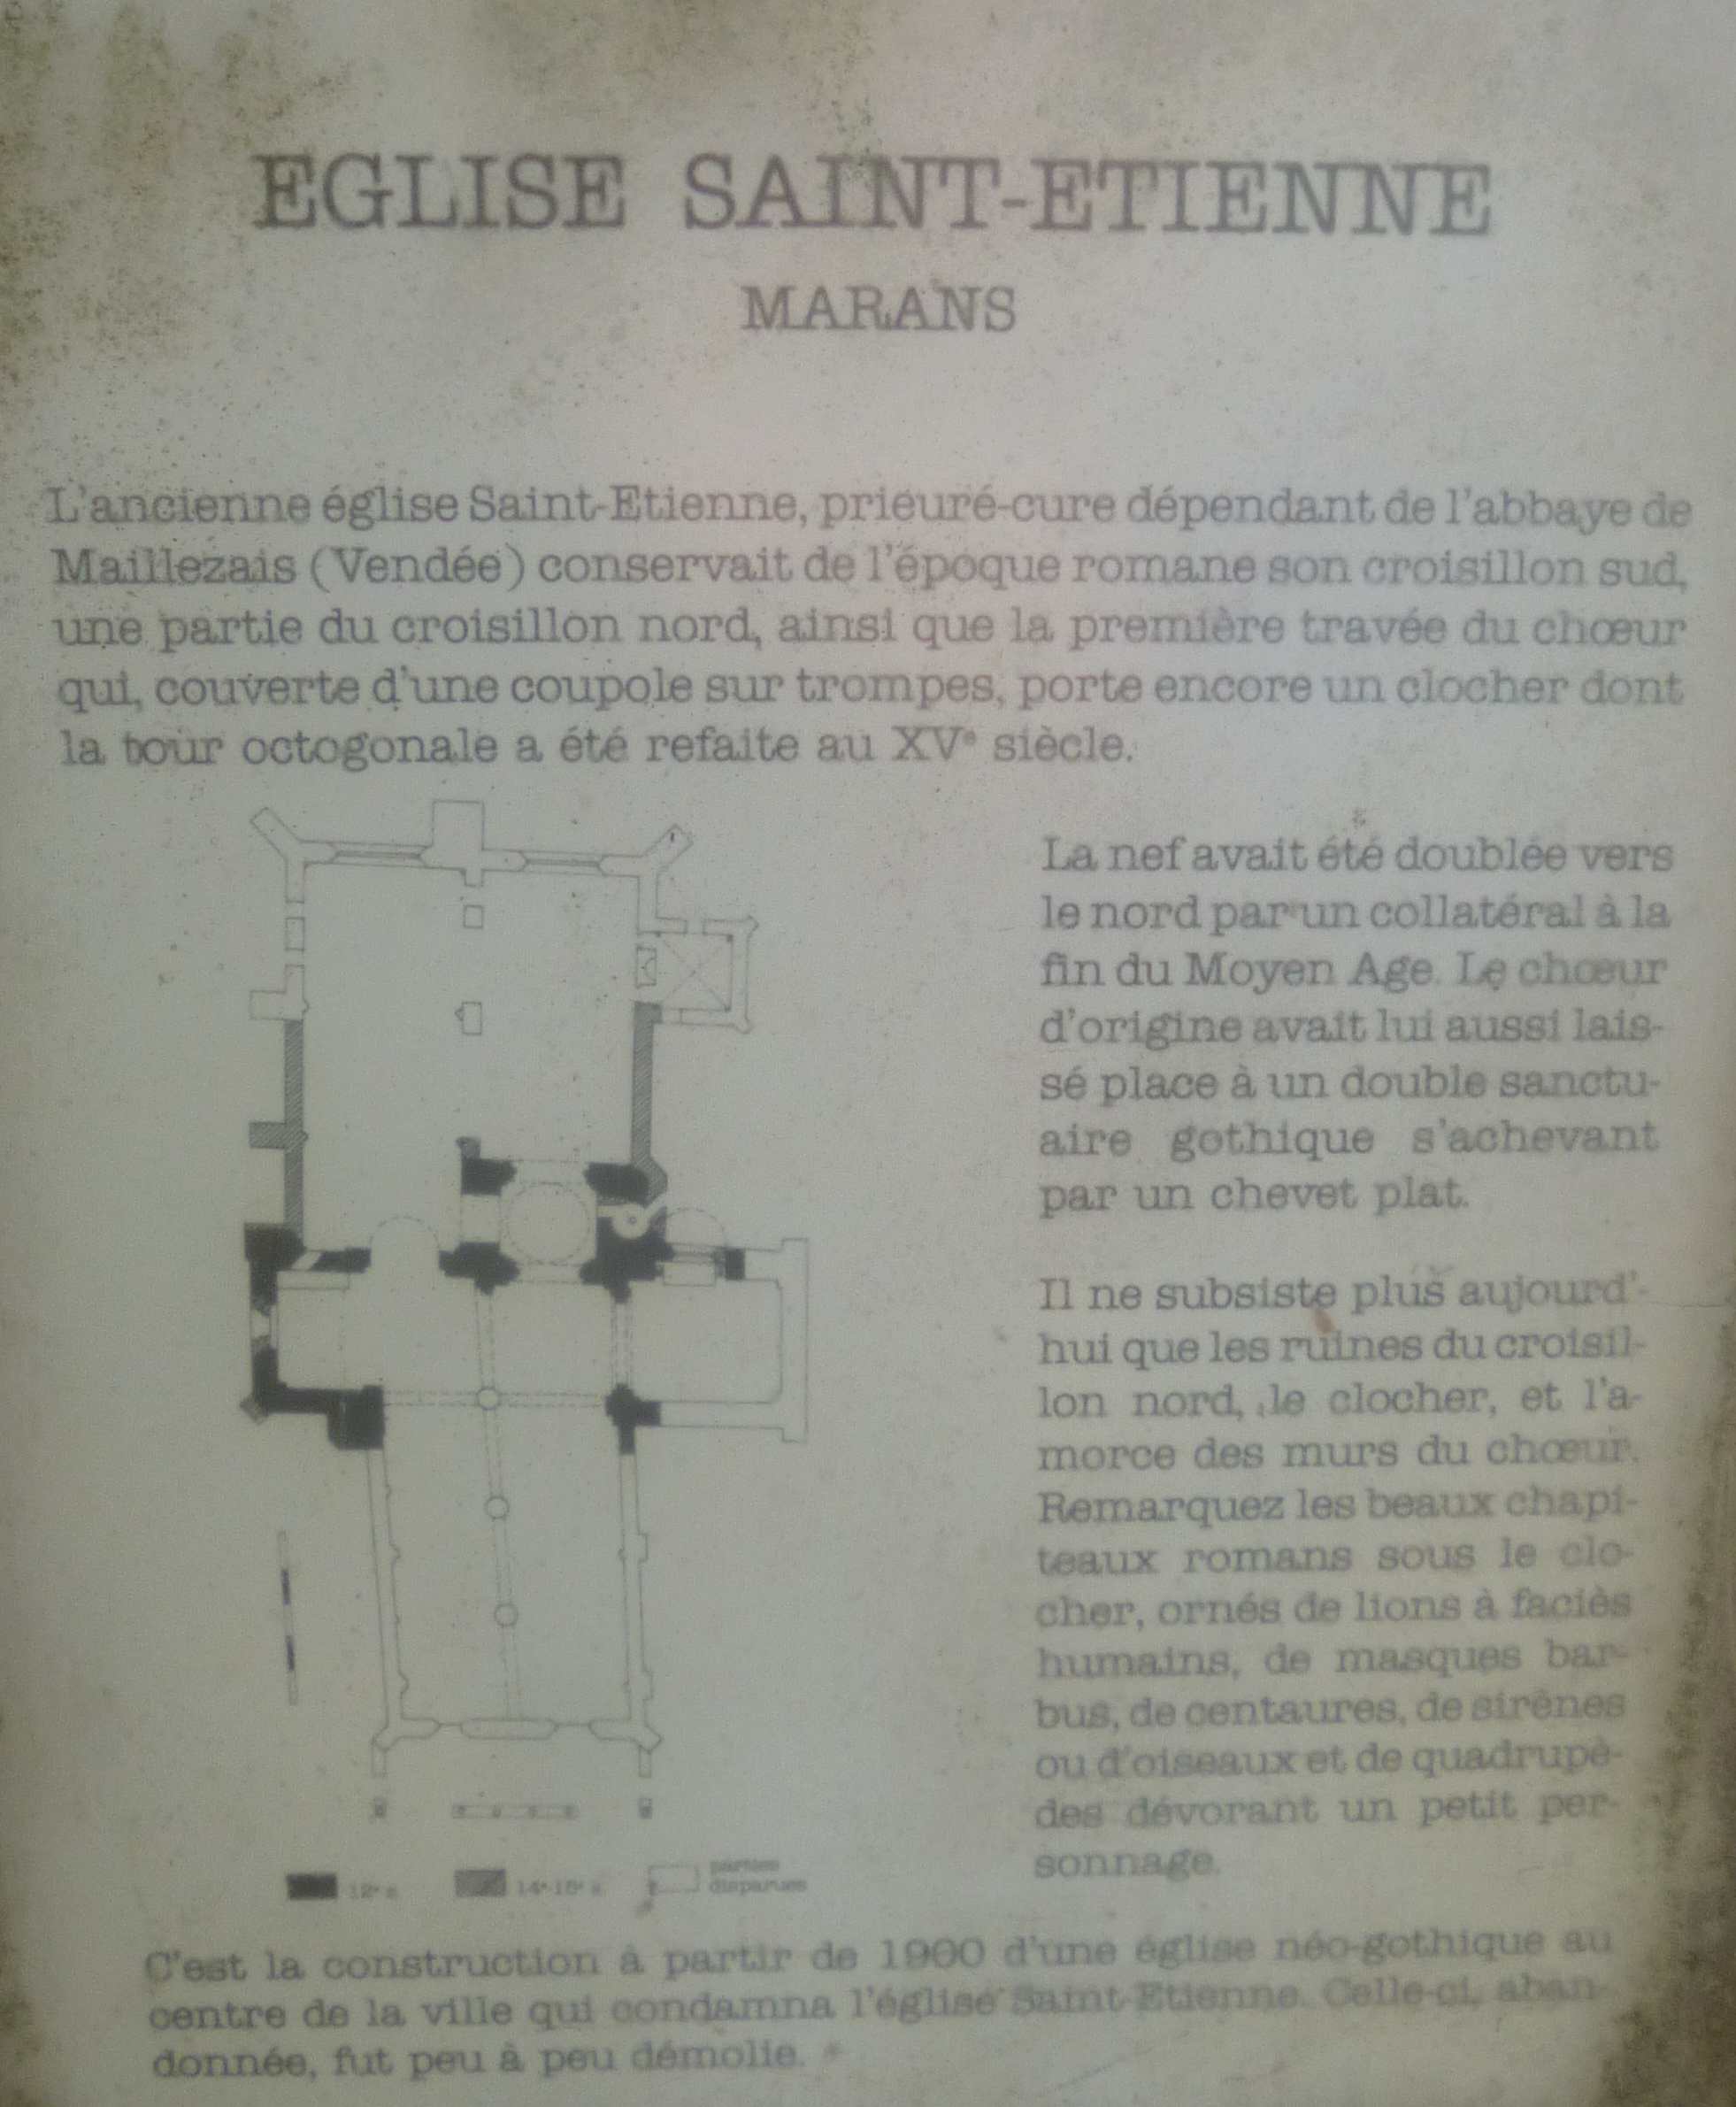 EGLISE SAINT-ETIENNE
MARANS
L'ancienne église Saint-Etienne, prieuré-cure dépendant de l'abbaye de
Maillezais (Vendée) conservait de l'époque romane son croisillon sud,
une partie du croisillon nord, ainsi que la première travée du chœur
qui, couverte d'une coupole sur trompes, porte encore un clocher dont
la tour octogonale a été refaite au XVe siècle.
La nef avait été doublée vers
le nord par un collatéral à la
fin du Moyen Age. Le chœur
d'origine avait lui aussi lais-
sé place à un double sanctu-
aire gothique s'achevant
par un chevet plat.
Il ne subsiste plus aujourd'-
hui que les ruines du croisil-
lon nord, le clocher, et l'a-
morce des murs du chœur.
Remarquez les beaux chapi-
teaux romans sous le clo-
cher, ornés de lions à faciès
humains, de masques bar-
bus, de centaures, de sirènes
ou d'oiseaux et de quadrupè-
des dévorant un petit per-
sonnage.
12e s.
parties
disparues
C'est la construction à partir de 1900 d'une église néo-gothique au
centre de la ville qui condamna l'église Saint-Etienne. Celle-ci, aban-
donnée, fut peu à peu démolie.